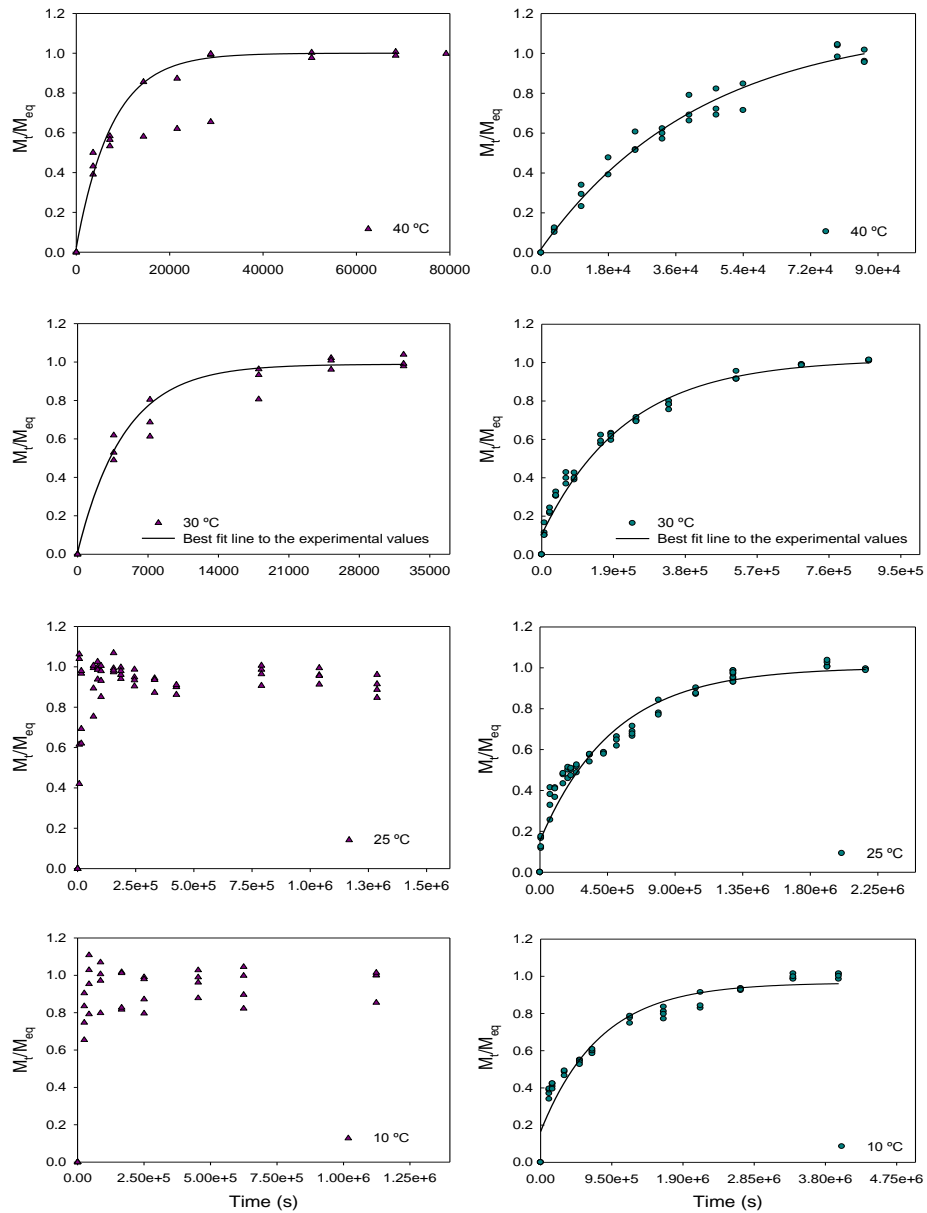 1.2
1.0
0.8
0.6
0.4
0.2
0.0
Mt/Meq
40 ºC
0 20000 40000 60000 80000
1.2
1.0
0.8
0.6
0.4
0.2
0.0
Mt/Meq
40 ºC
0.0 1.8e+4 3.6e+4 5.4e+4 7.2e+4 9.0e+4
1.2
1.0
0.8
0.6
0.4
0.2
0.0
Mt/Meq
30 ºC
Best fit line to the experimental values
0 7000 14000 21000 28000 35000
1.2
1.0
0.8
0.6
0.4
0.2
0.0
Mt/Meq
30 ºC
Best fit line to the experimental values
0.0 1.9e+5 3.8e+5 5.7e+5 7.6e+5 9.5e+5
1.2
1.0
0.8
0.6
0.4
0.2
0.0
Mt/Meq
25 ºC
0.0 2.5e+5 5.0e+5 7.5e+5 1.0e+6 1.3e+6 1.5e+6
1.2
1.0
0.8
0.6
0.4
0.2
0.0
Mt/Meq
25 ºC
0.00 4.50e+5 9.00e+5 1.35e+6 1.80e+6 2.25e+6
1.2
1.0
0.8
0.6
0.4
0.2
0.0
Mt/Meq
10 ºC
0.00 2.50e+5 5.00e+5 7.50e+5 1.00e+6 1.25e+6
Time (s)
1.2
1.0
0.8
0.6
0.4
0.2
0.0
Mt/Meq
10 ºC
0.00 9.50e+5 1.90e+6 2.85e+6 3.80e+6 4.75e+6
Time (s)